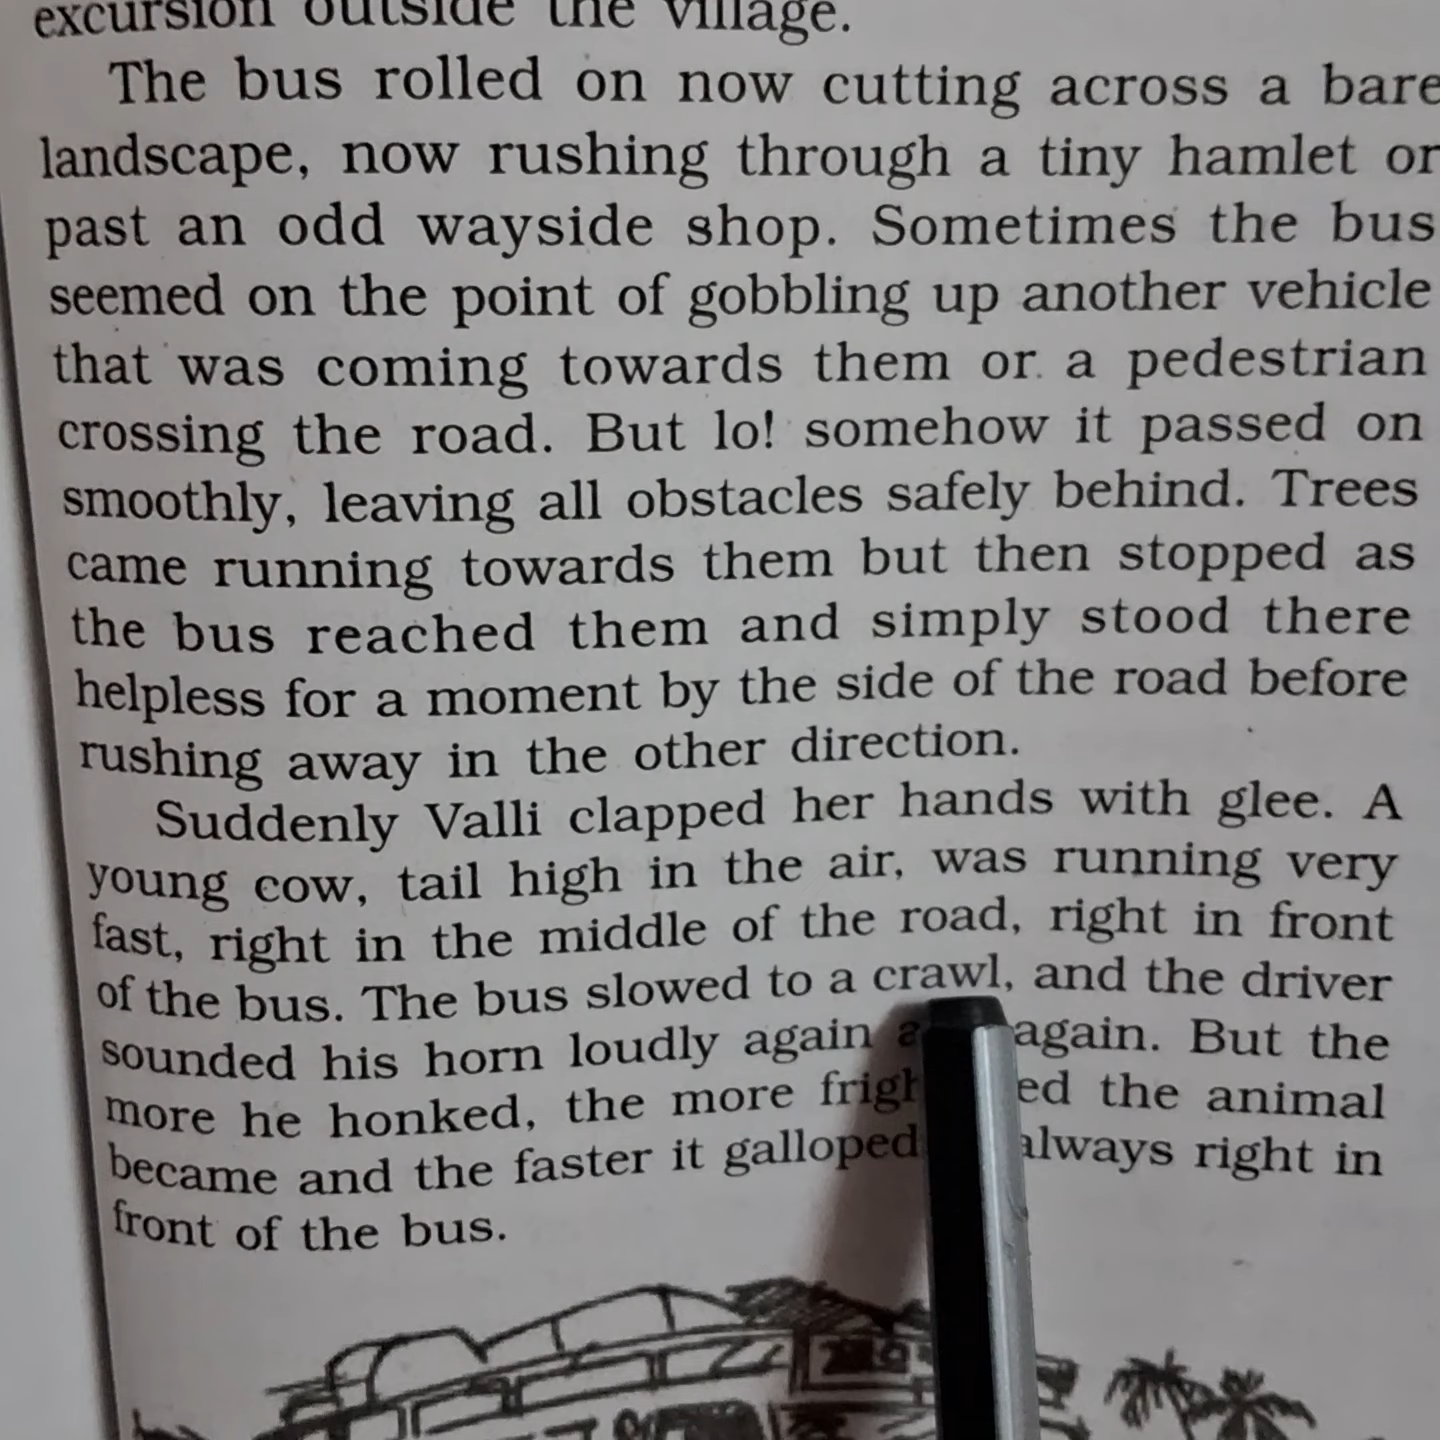 excursion outside the village.
The bus rolled on now cutting across a bare
landscape, now rushing through a tiny hamlet or
past an odd wayside shop. Sometimes the bus
seemed on the point of gobbling up another vehicle
that was coming towards them or a pedestrian
crossing the road. But lo! somehow it passed on
smoothly, leaving all obstacles safely behind. Trees
came running towards them but then stopped as
the bus reached them and simply stood there
helpless for a moment by the side of the road before
rushing away in the other direction.
Suddenly Valli clapped her hands with glee. A
young cow, tail high in the air, was running very
fast, right in the middle of the road, right in front
of the bus. The bus slowed to a crawl, and the driver
sounded his horn loudly again again. But the
more he honked, the more the animal
became and the faster it galloped always right in
front of the bus.